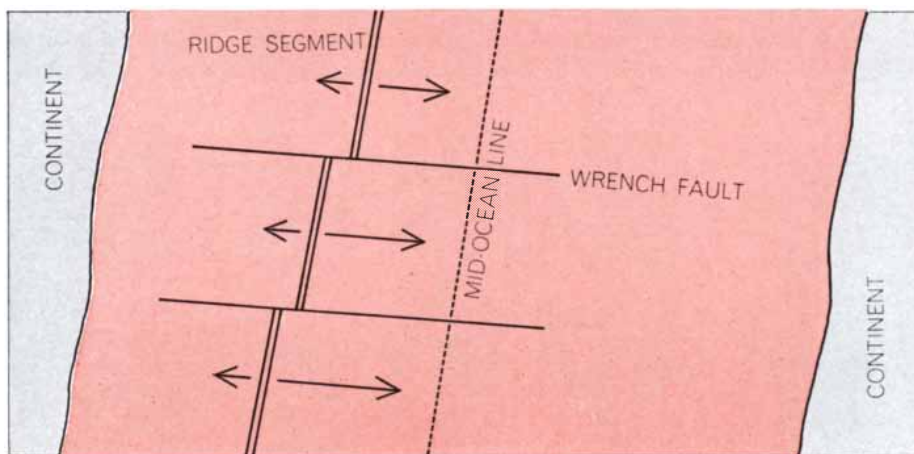 RIDGE SEGMENT
CONTINENT
MID-OCEAN LINE
WRENCH FAULT
CONTINENT